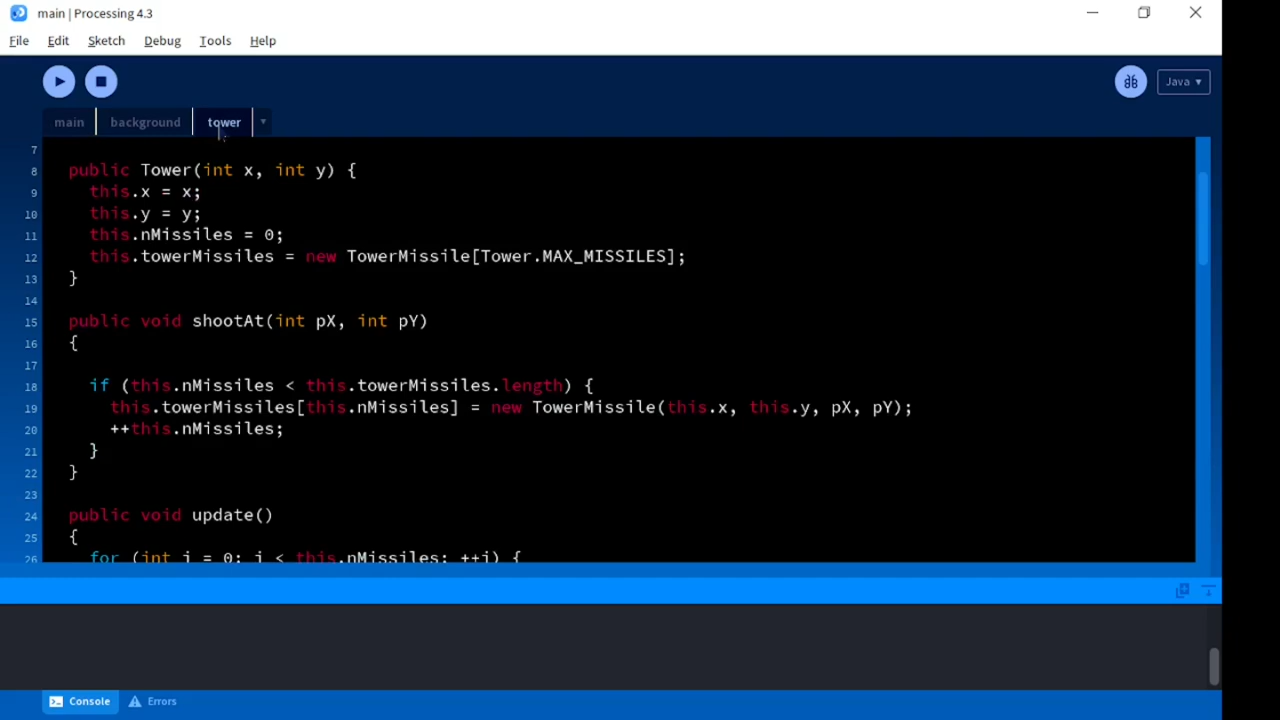 main | Processing 4.3
File Edit Sketch Debug Tools Help
Java ▾
main background tower ▾
7
8 public Tower(int x, int y) {
9 this.x = x;
10 this.y = y;
11 this.nMissiles = 0;
12 this.towerMissiles = new TowerMissile[Tower.MAX_MISSILES];
13 }
14
15 public void shootAt(int pX, int pY)
16 {
17
18 if (this.nMissiles < this.towerMissiles.length) {
19 this.towerMissiles[this.nMissiles] = new TowerMissile(this.x, this.y, pX, pY);
20 ++this.nMissiles;
21 }
22 }
23
24 public void update()
25 {
26 for (int i = 0; i < this.nMissiles; ++i) {
Console Errors